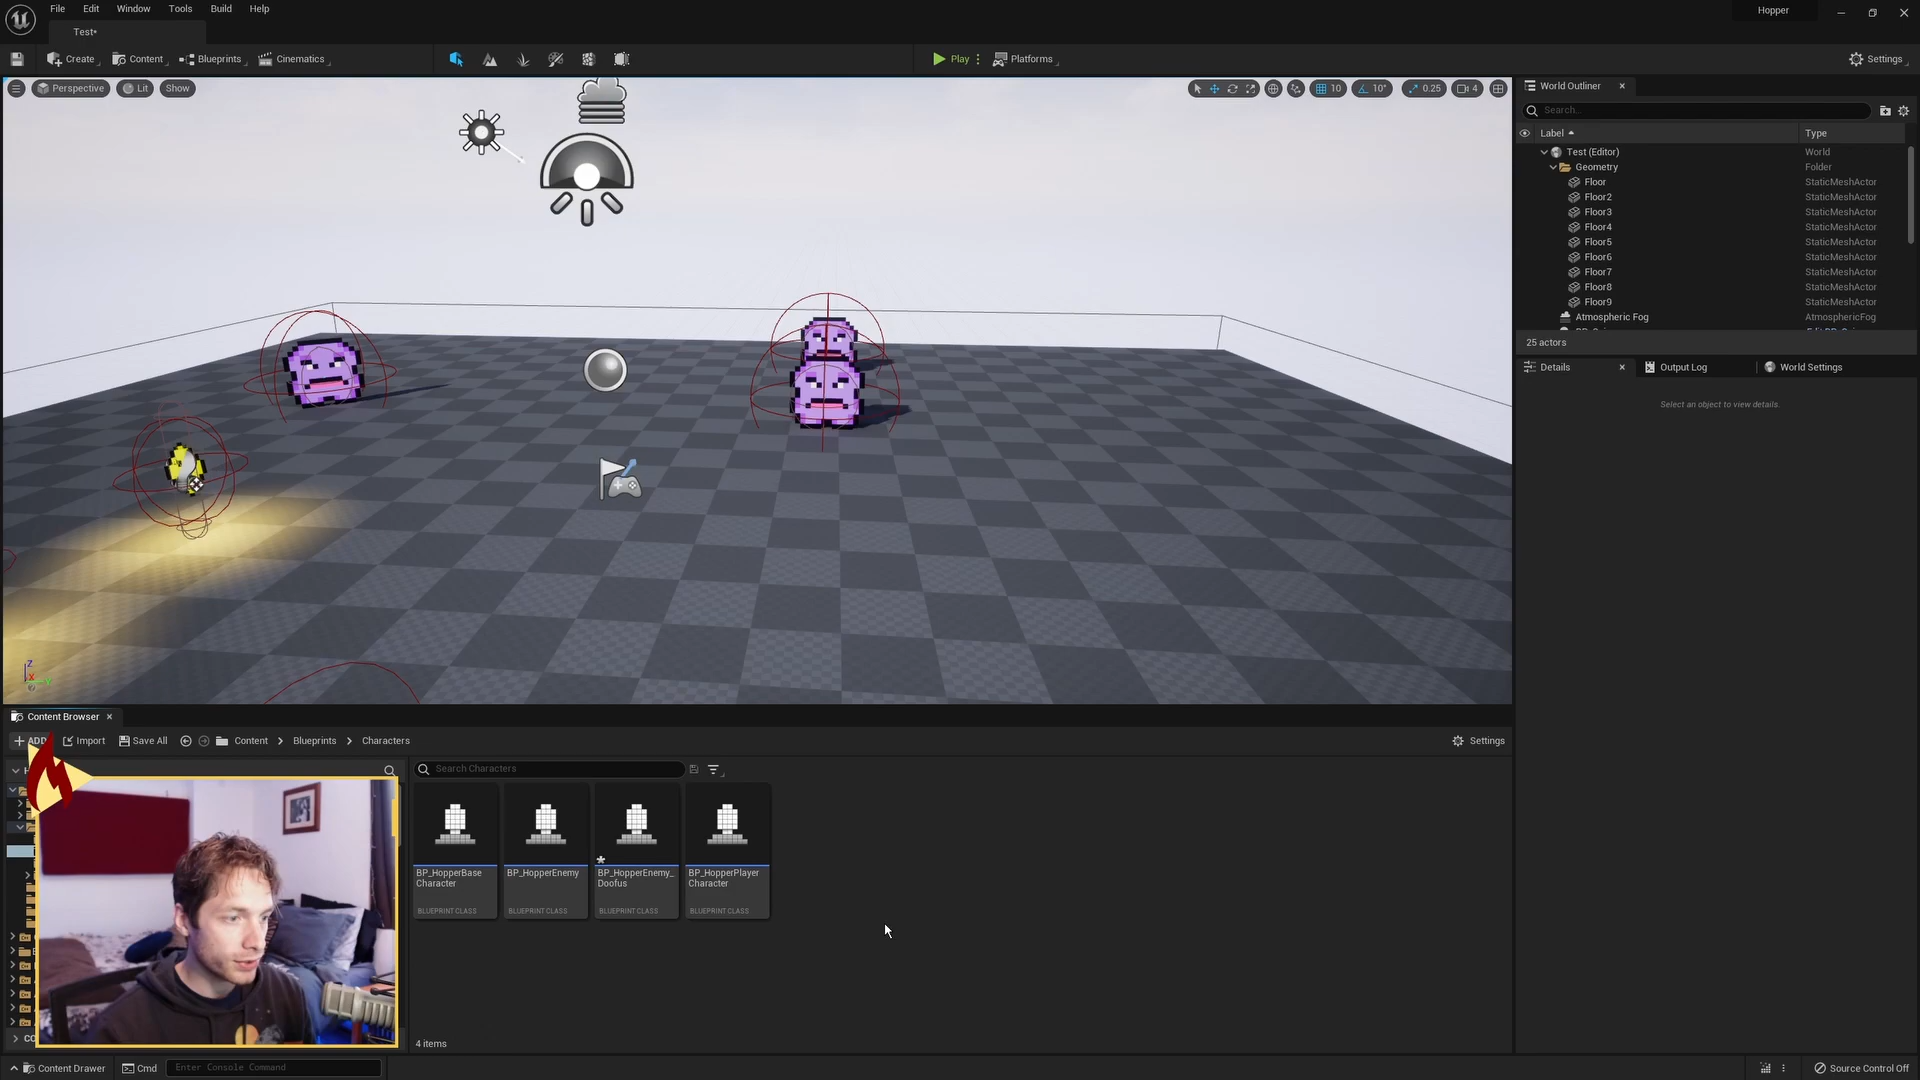 File Edit Window Tools Build Help
Hopper
Test*
Create Content Blueprints Cinematics
Play Platforms
Settings
Perspective Lit Show
10 10° 0.25 4
World Outliner
Search...
Label Type
Test (Editor) World
Geometry Folder
Floor StaticMeshActor
Floor2 StaticMeshActor
Floor3 StaticMeshActor
Floor4 StaticMeshActor
Floor5 StaticMeshActor
Floor6 StaticMeshActor
Floor7 StaticMeshActor
Floor8 StaticMeshActor
Floor9 StaticMeshActor
Atmospheric Fog AtmosphericFog
25 actors
Details Output Log World Settings
Select an object to view details.
Z
X
Content Browser
ADD Import Save All Content Blueprints Characters
Settings
Search Characters
BP_HopperBase
Character
BLUEPRINT CLASS
BP_HopperEnemy
BLUEPRINT CLASS
BP_HopperEnemy_
Doofus
BLUEPRINT CLASS
BP_HopperPlayer
Character
BLUEPRINT CLASS
4 items
Content Drawer Cmd Enter Console Command
Source Control Off